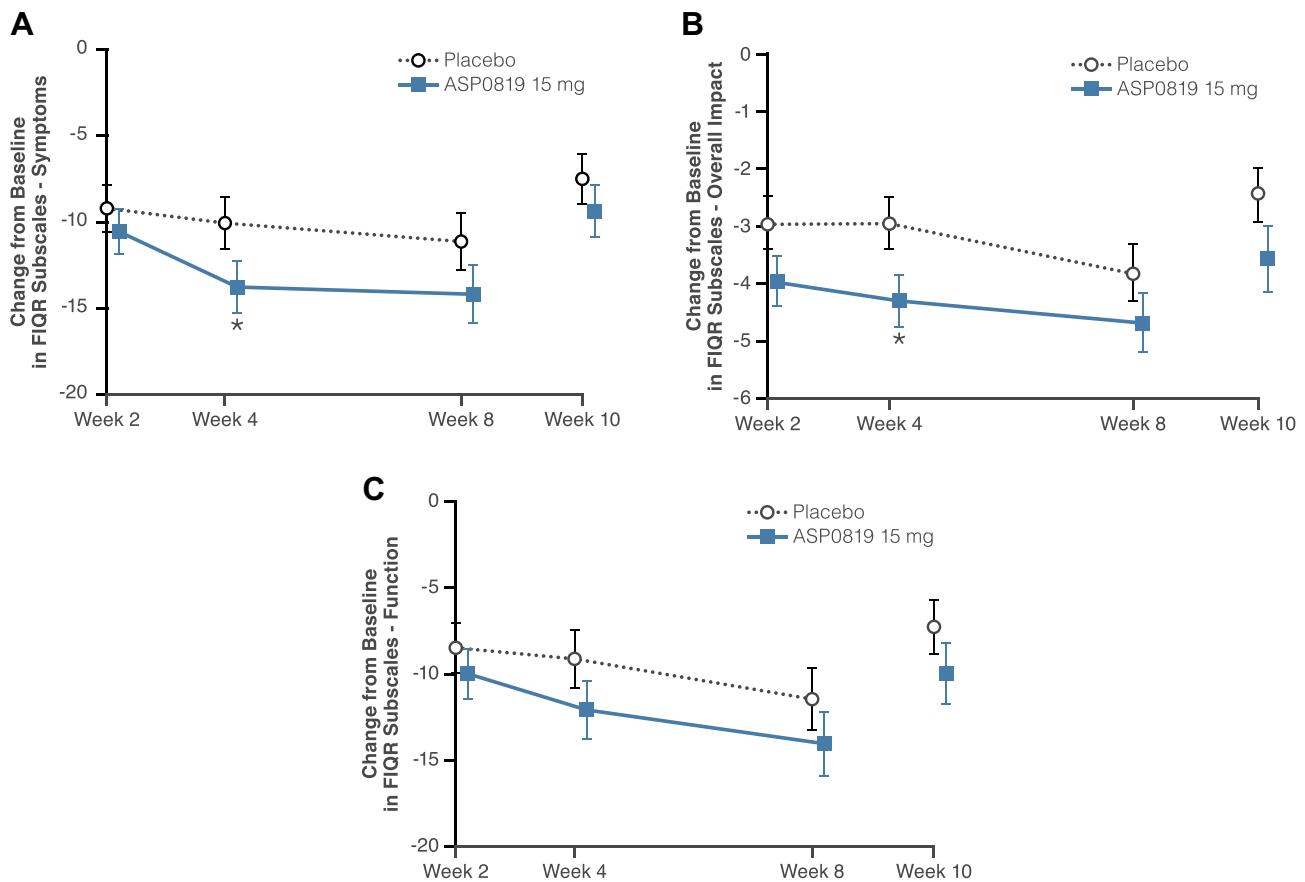 A
Change from Baseline
in FIQR Subscales - Symptoms
0
-5
-10
-15
-20
Placebo
ASP0819 15 mg
*
Week 2
Week 4
Week 8
Week 10
B
Change from Baseline
in FIQR Subscales - Overall Impact
0
-1
-2
-3
-4
-5
-6
Placebo
ASP0819 15 mg
*
Week 2
Week 4
Week 8
Week 10
C
Change from Baseline
in FIQR Subscales - Function
0
-5
-10
-15
-20
Placebo
ASP0819 15 mg
Week 2
Week 4
Week 8
Week 10